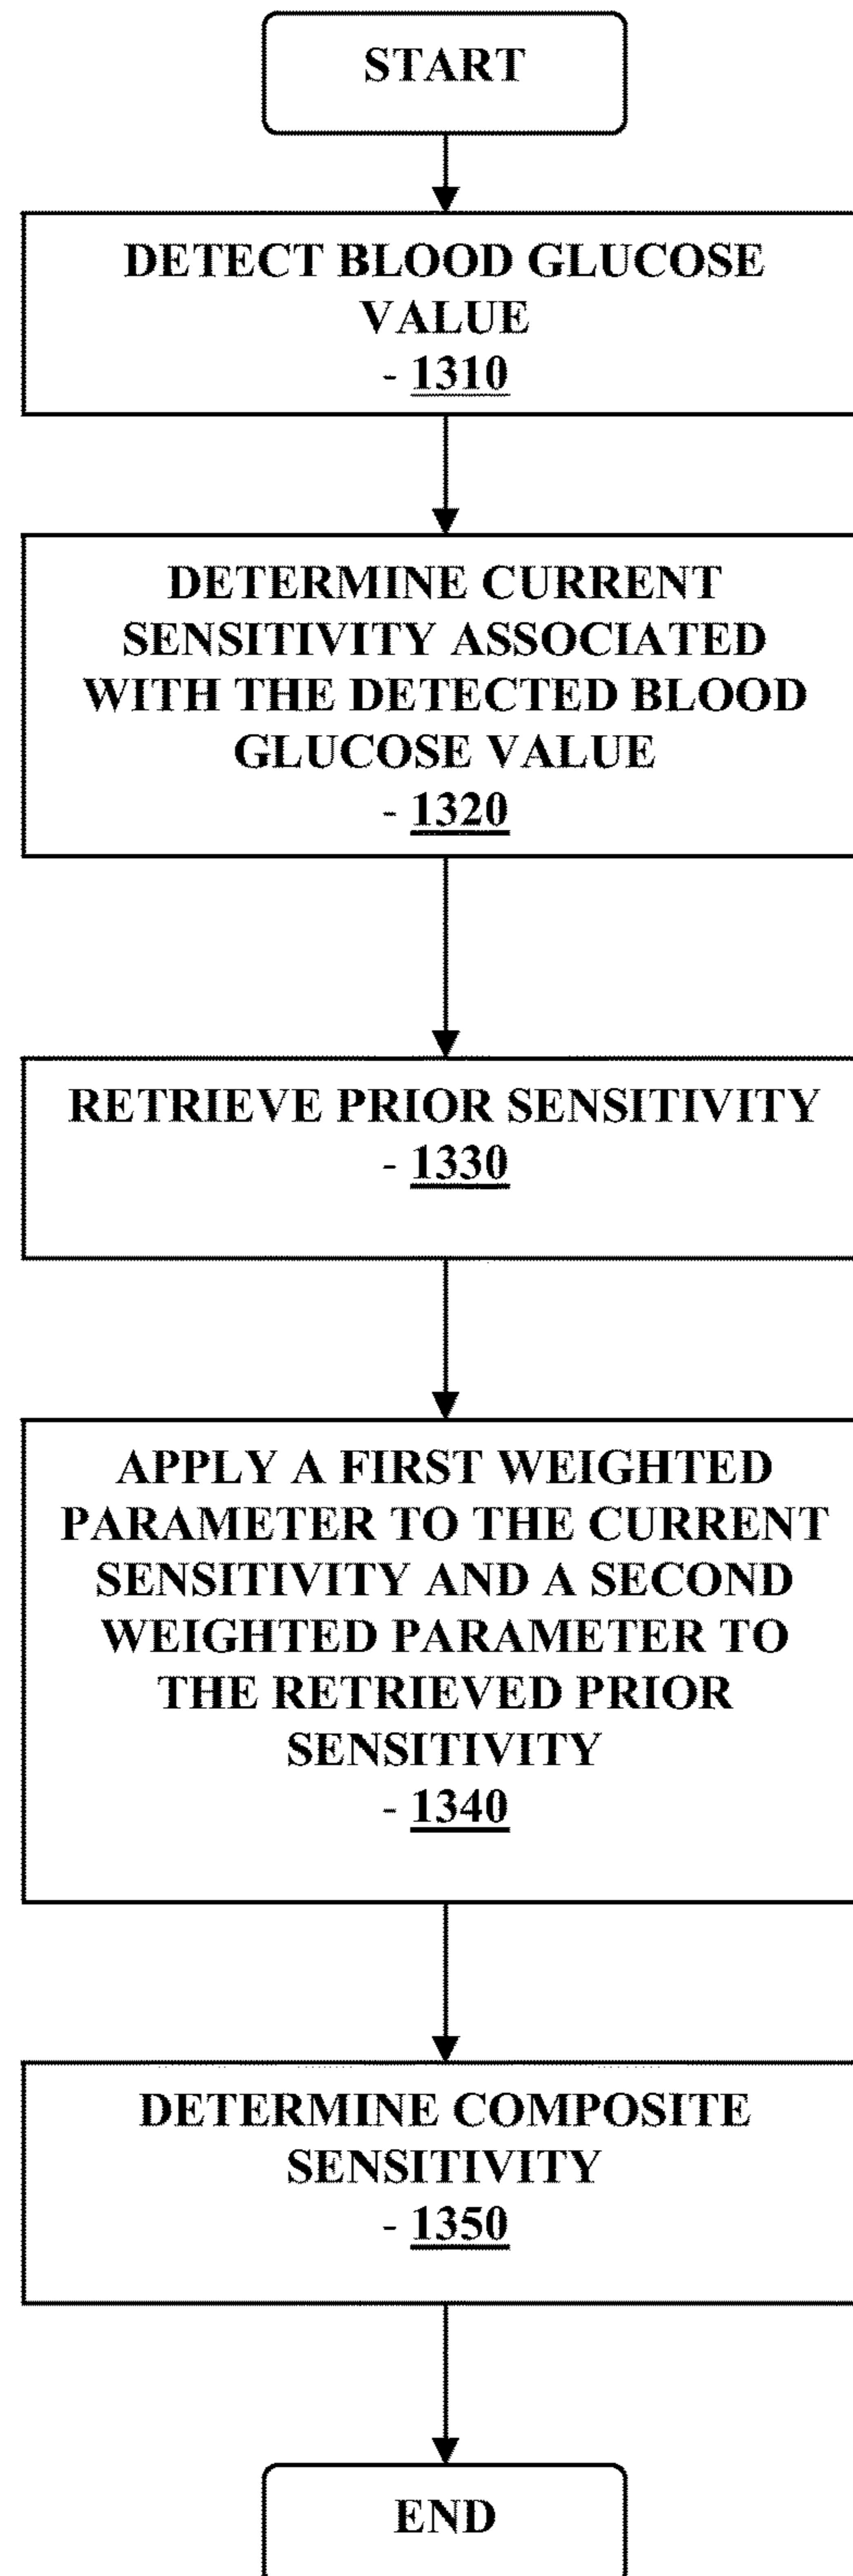 START
DETECT BLOOD GLUCOSE
VALUE
- 1310
DETERMINE CURRENT
SENSITIVITY ASSOCIATED
WITH THE DETECTED BLOOD
GLUCOSE VALUE
- 1320
RETRIEVE PRIOR SENSITIVITY
- 1330
APPLY A FIRST WEIGHTED
PARAMETER TO THE CURRENT
SENSITIVITY AND A SECOND
WEIGHTED PARAMETER TO
THE RETRIEVED PRIOR
SENSITIVITY
- 1340
DETERMINE COMPOSITE
SENSITIVITY
- 1350
END